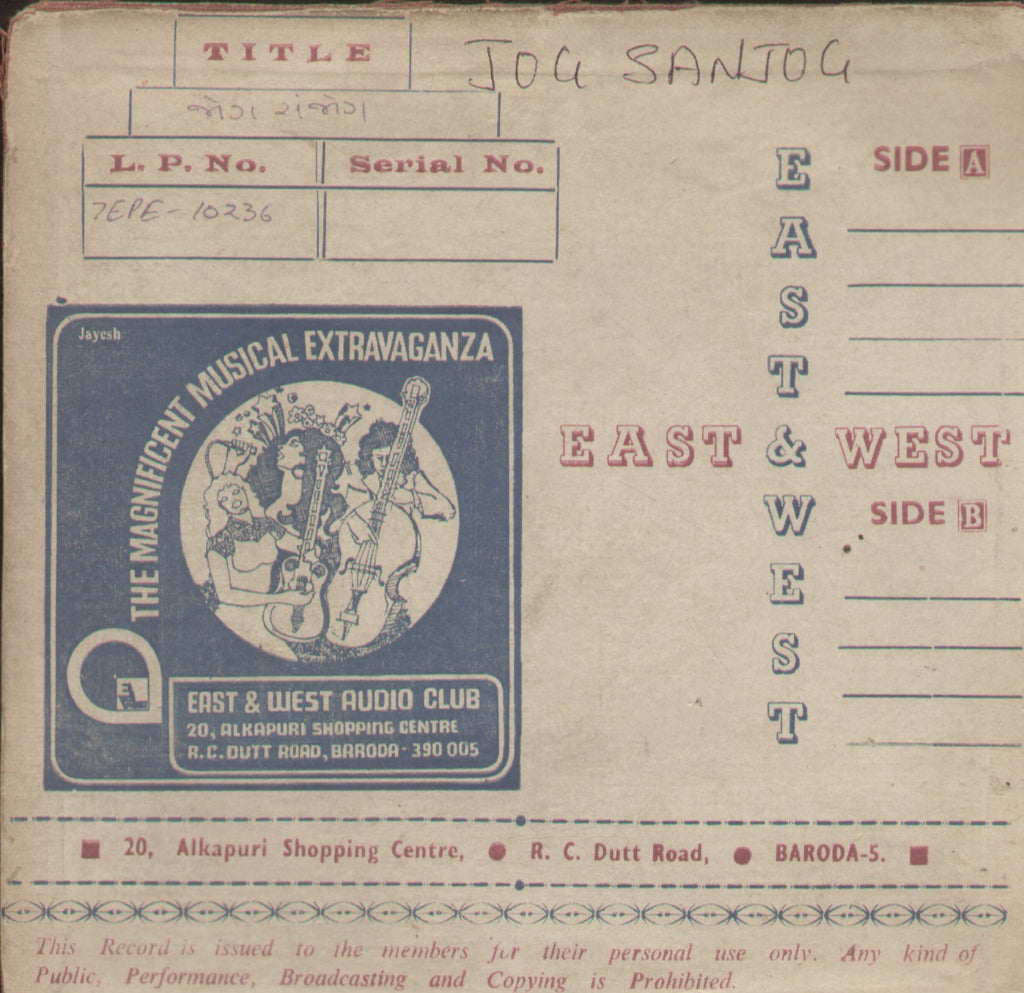 TITLE
JOG SANJOG
જોગ સંજોગ
L. P. No.
Serial No.
7EPE - 10236
EAST & WEST
SIDE A
EAST & WEST
SIDE B
Jayesh
THE MAGNIFICENT MUSICAL EXTRAVAGANZA
EAST & WEST AUDIO CLUB
20, ALKAPURI SHOPPING CENTRE
R.C. DUTT ROAD, BARODA - 390 005
20, Alkapuri Shopping Centre, R. C. Dutt Road, BARODA-5.
This Record is issued to the members for their personal use only. Any kind of
Public, Performance, Broadcasting and Copying is Prohibited.